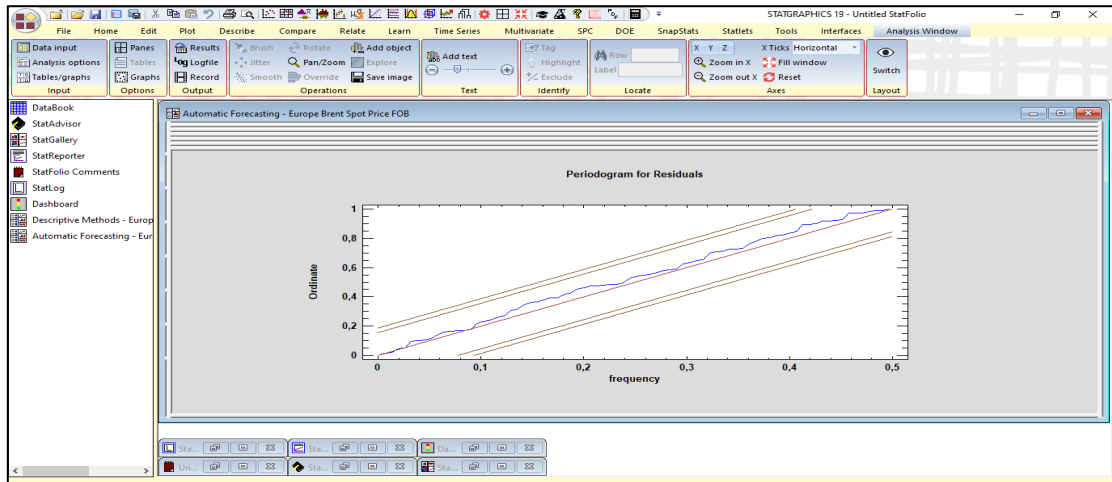 STATGRAPHICS 19 - Untitled StatFolio
File Home Edit Plot Describe Compare Relate Learn Time Series Multivariate SPC DOE SnapStats Statlets Tools Interfaces Analysis Window
Data input Panes Results Brush Rotate Add object Add text Tag Row X Y Z X Ticks Horizontal
Analysis options Tables Logfile Jitter Pan/Zoom Explore Highlight Label Zoom in X Fill window Switch
Tables/graphs Graphs Record Smooth Override Save image Exclude Zoom out X Reset
Input Options Output Operations Text Identify Locate Axes Layout
DataBook
StatAdvisor
StatGallery
StatReporter
StatFolio Comments
StatLog
Dashboard
Descriptive Methods - Europ
Automatic Forecasting - Eur
Automatic Forecasting - Europe Brent Spot Price FOB
Periodogram for Residuals
Ordinate
1
0,8
0,6
0,4
0,2
0
0 0,1 0,2 0,3 0,4 0,5
frequency
Sta... Sta... Da...
Un... Sta... Sta...